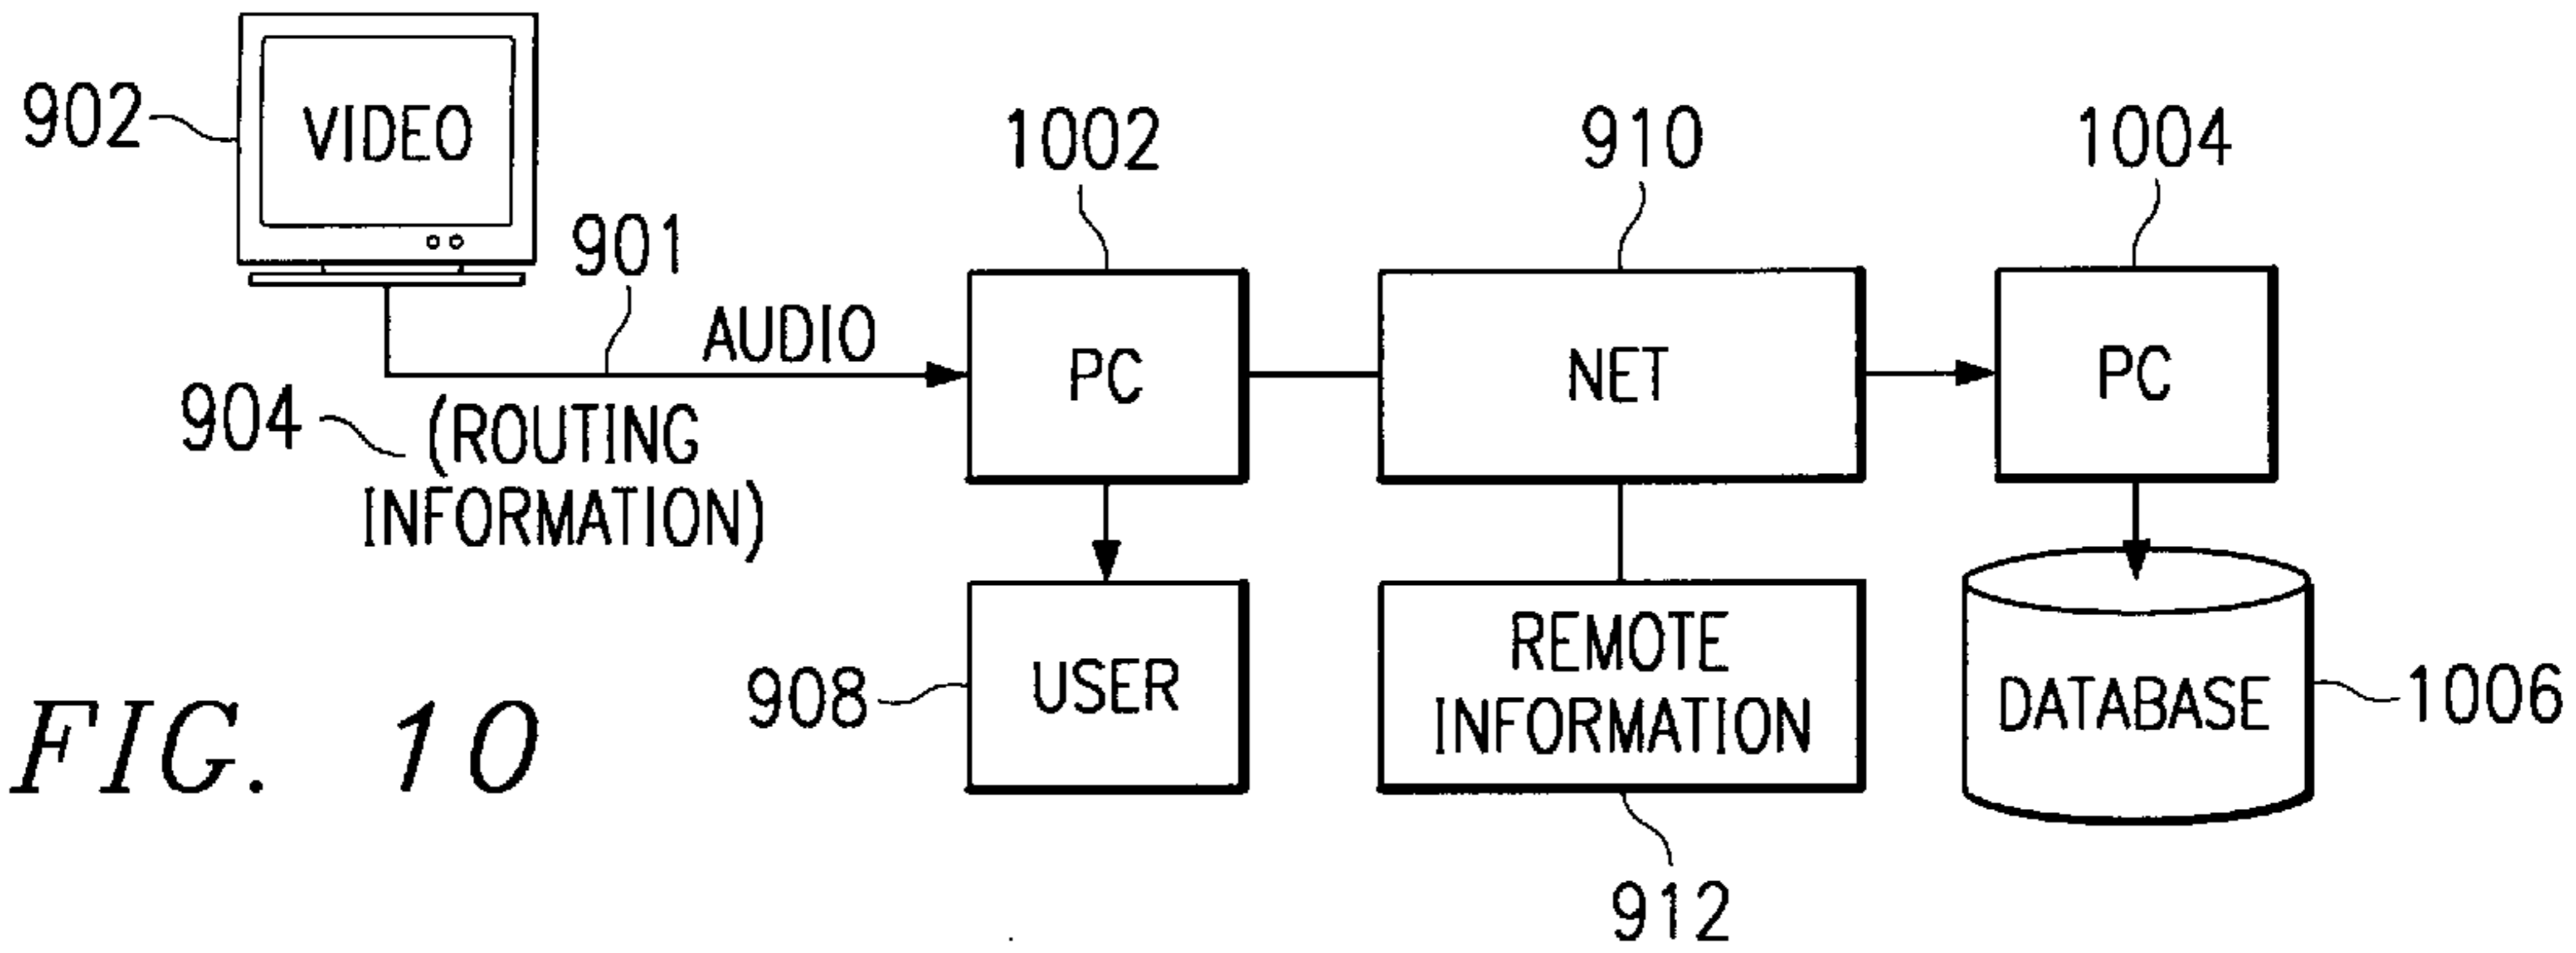 902
VIDEO
901
AUDIO
904
(ROUTING
INFORMATION)
1002
PC
910
NET
1004
PC
908
USER
REMOTE
INFORMATION
912
DATABASE
1006
FIG. 10